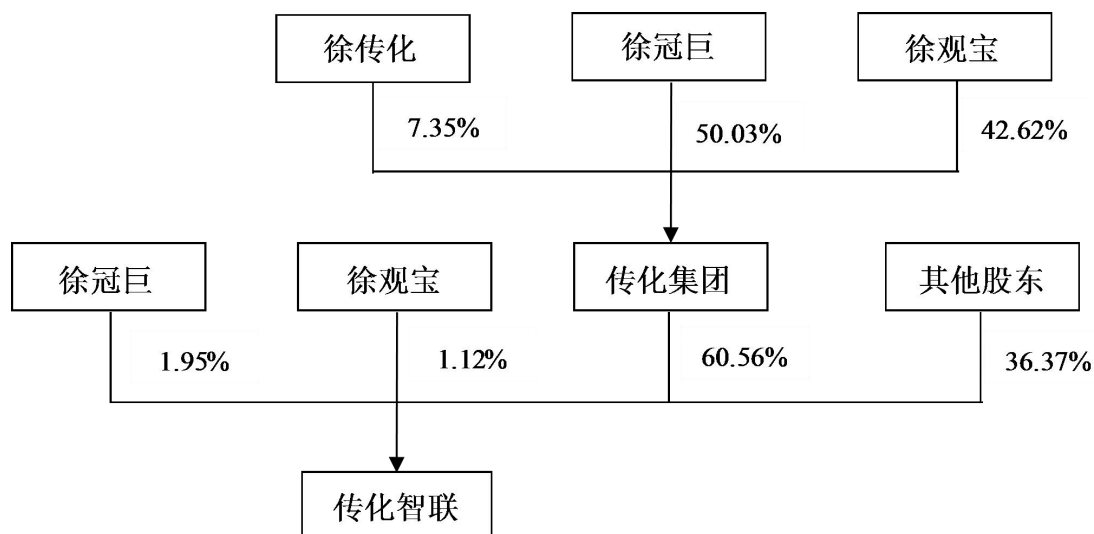 徐传化
徐冠巨
徐观宝
7.35%
50.03%
42.62%
徐冠巨
徐观宝
传化集团
其他股东
1.95%
1.12%
60.56%
36.37%
传化智联